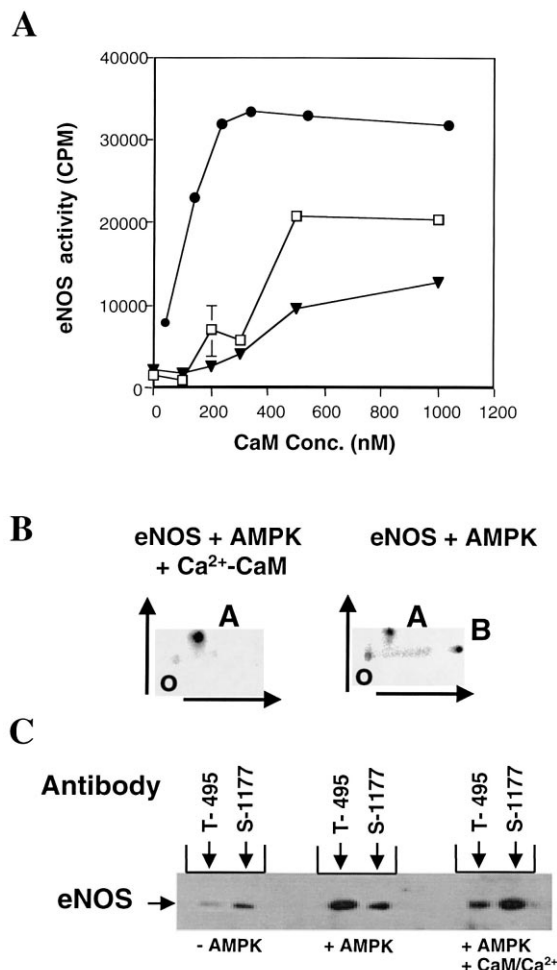 A
40000
30000
20000
10000
0
eNOS activity (CPM)
0 200 400 600 800 1000 1200
CaM Conc. (nM)
B
eNOS + AMPK
+ Ca²⁺-CaM
eNOS + AMPK
A
O
A
B
O
C
Antibody
T-495
S-1177
T-495
S-1177
T-495
S-1177
eNOS
- AMPK
+ AMPK
+ AMPK
+ CaM/Ca²⁺